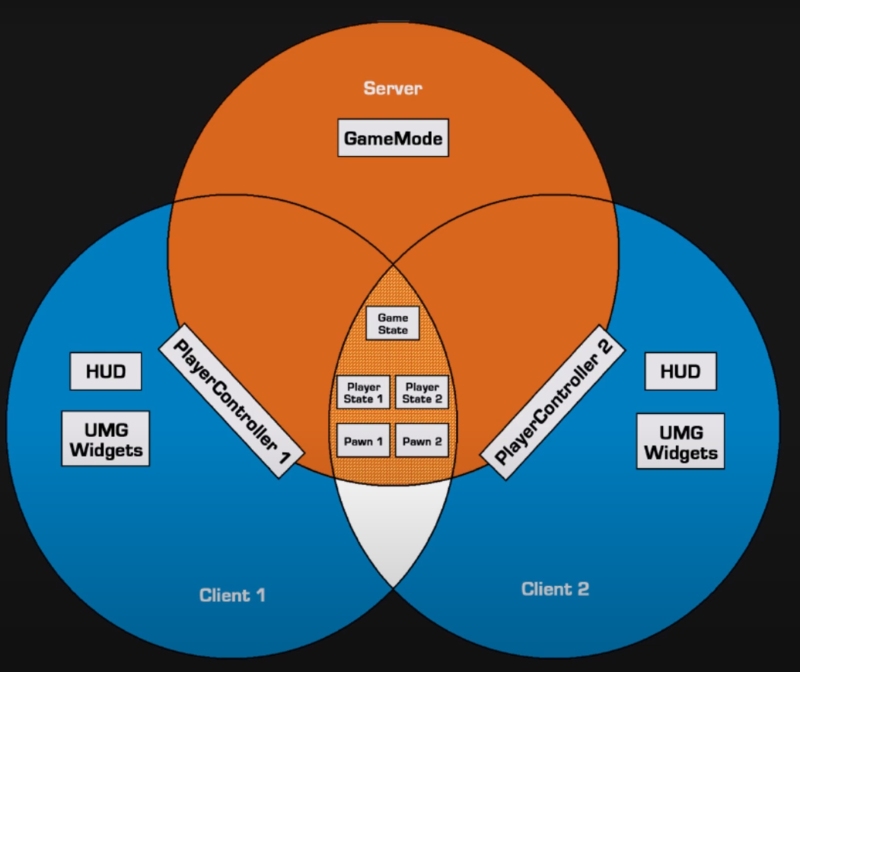 Server
GameMode
Game
State
PlayerController 1
PlayerController 2
HUD
HUD
Player
State 1
Player
State 2
UMG
Widgets
UMG
Widgets
Pawn 1
Pawn 2
Client 1
Client 2